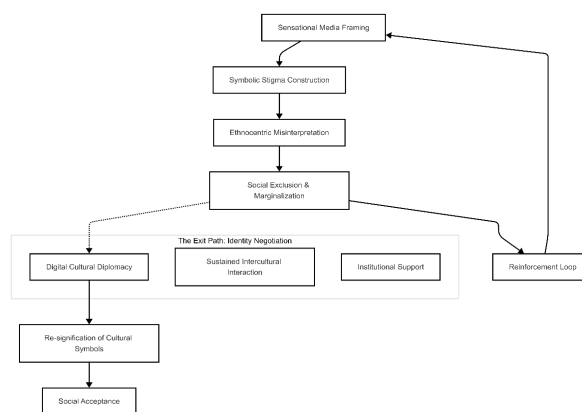 Sensational Media Framing
Symbolic Stigma Construction
Ethnocentric Misinterpretation
Social Exclusion &
Marginalization
The Exit Path: Identity Negotiation
Digital Cultural Diplomacy
Sustained Intercultural
Interaction
Institutional Support
Reinforcement Loop
Re-signification of Cultural
Symbols
Social Acceptance